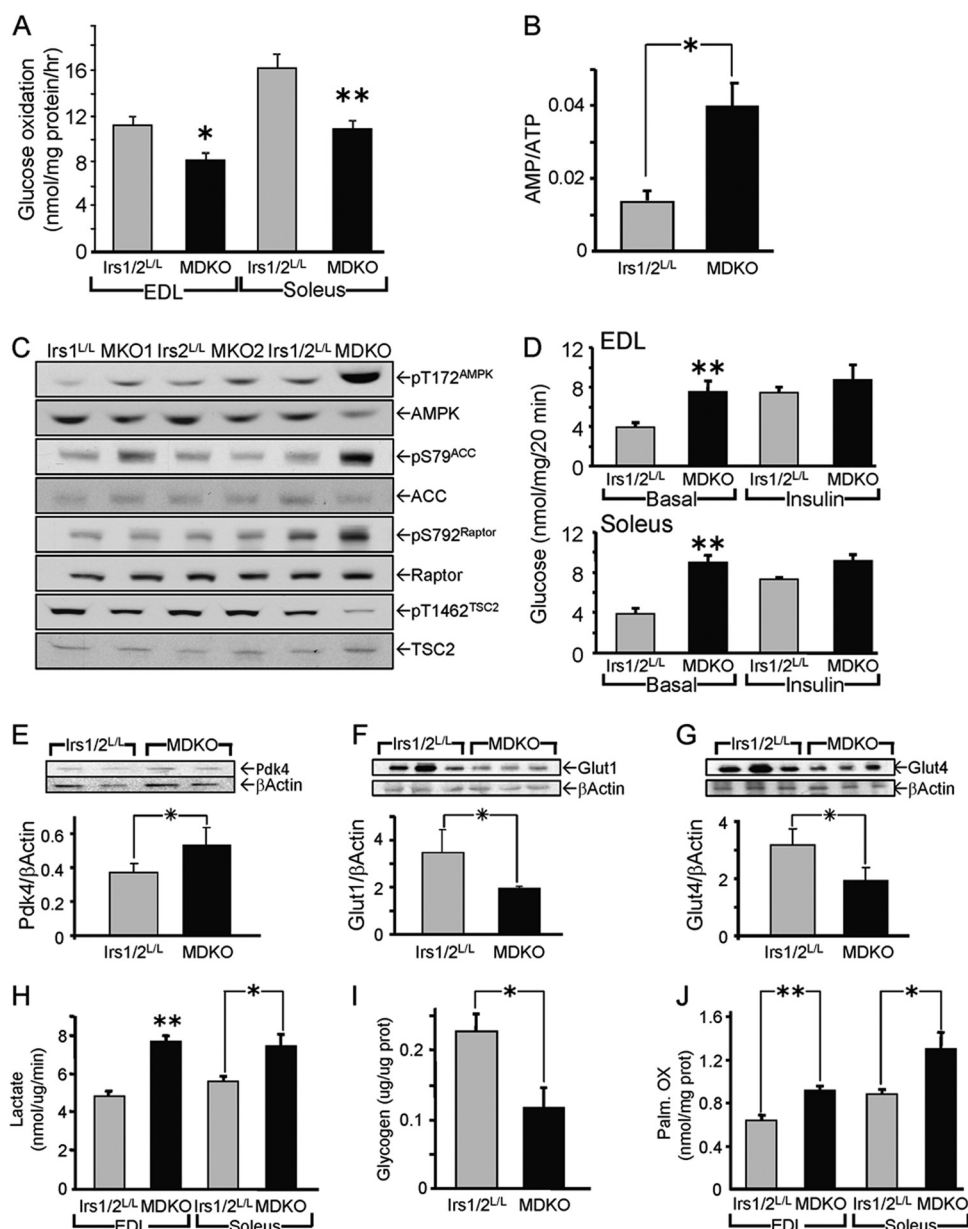 A
Glucose oxidation
(nmol/mg protein/hr)
16
12
8
4
0
*
**
Irs1/2L/L MDKO Irs1/2L/L MDKO
EDL Soleus
B
AMP/ATP
0.04
0.02
0
*
Irs1/2L/L MDKO
C
Irs1L/L MKO1 Irs2L/L MKO2 Irs1/2L/L MDKO
←pT172AMPK
←AMPK
←pS79ACC
←ACC
←pS792Raptor
←Raptor
←pT1462TSC2
←TSC2
D
Glucose (nmol/mg/20 min)
EDL
12
8
4
0
**
Irs1/2L/L MDKO Irs1/2L/L MDKO
Basal Insulin
Soleus
12
8
4
0
**
Irs1/2L/L MDKO Irs1/2L/L MDKO
Basal Insulin
E
Irs1/2L/L MDKO
←Pdk4
←βActin
Pdk4/βActin
0.6
0.4
0.2
0
*
Irs1/2L/L MDKO
F
Irs1/2L/L MDKO
←Glut1
←βActin
Glut1/βActin
4
2
0
*
Irs1/2L/L MDKO
G
Irs1/2L/L MDKO
←Glut4
←βActin
Glut4/βActin
4
2
0
*
Irs1/2L/L MDKO
H
Lactate
(nmol/ug/min)
8
6
4
2
0
**
*
Irs1/2L/L MDKO Irs1/2L/L MDKO
EDL Soleus
I
Glycogen (ug/ug prot)
0.2
0.1
0
*
Irs1/2L/L MDKO
J
Palm. OX
(nmol/mg prot)
1.6
1.2
0.8
0.4
0
**
*
Irs1/2L/L MDKO Irs1/2L/L MDKO
EDL Soleus